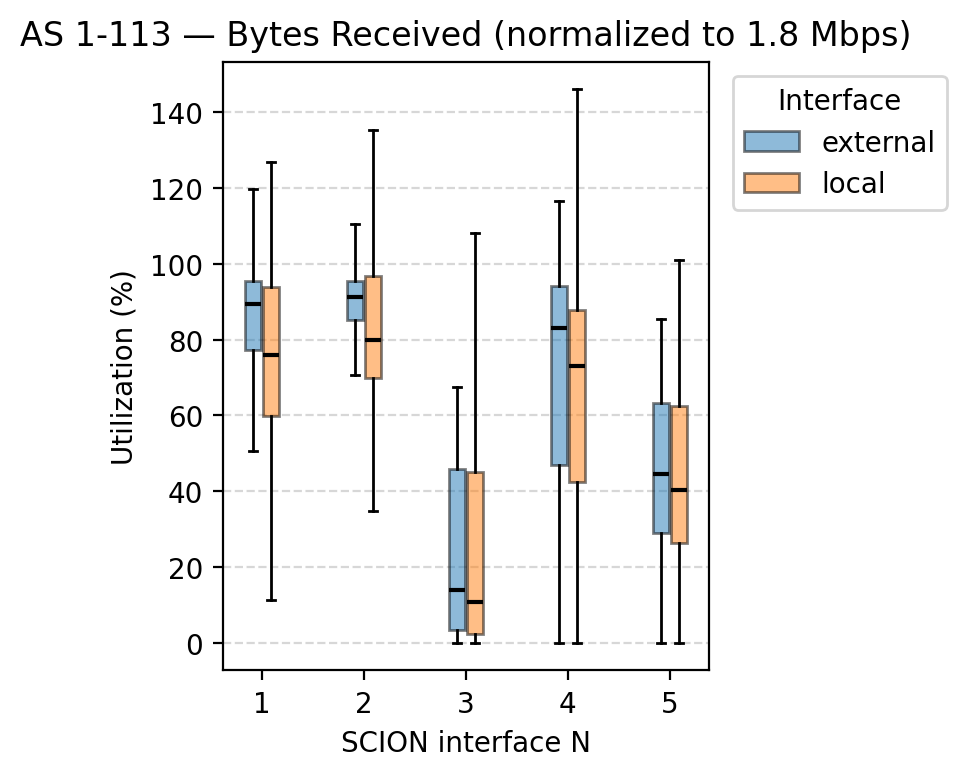 AS 1-113 — Bytes Received (normalized to 1.8 Mbps)
Interface
external
local
Utilization (%)
140
120
100
80
60
40
20
0
1 2 3 4 5
SCION interface N